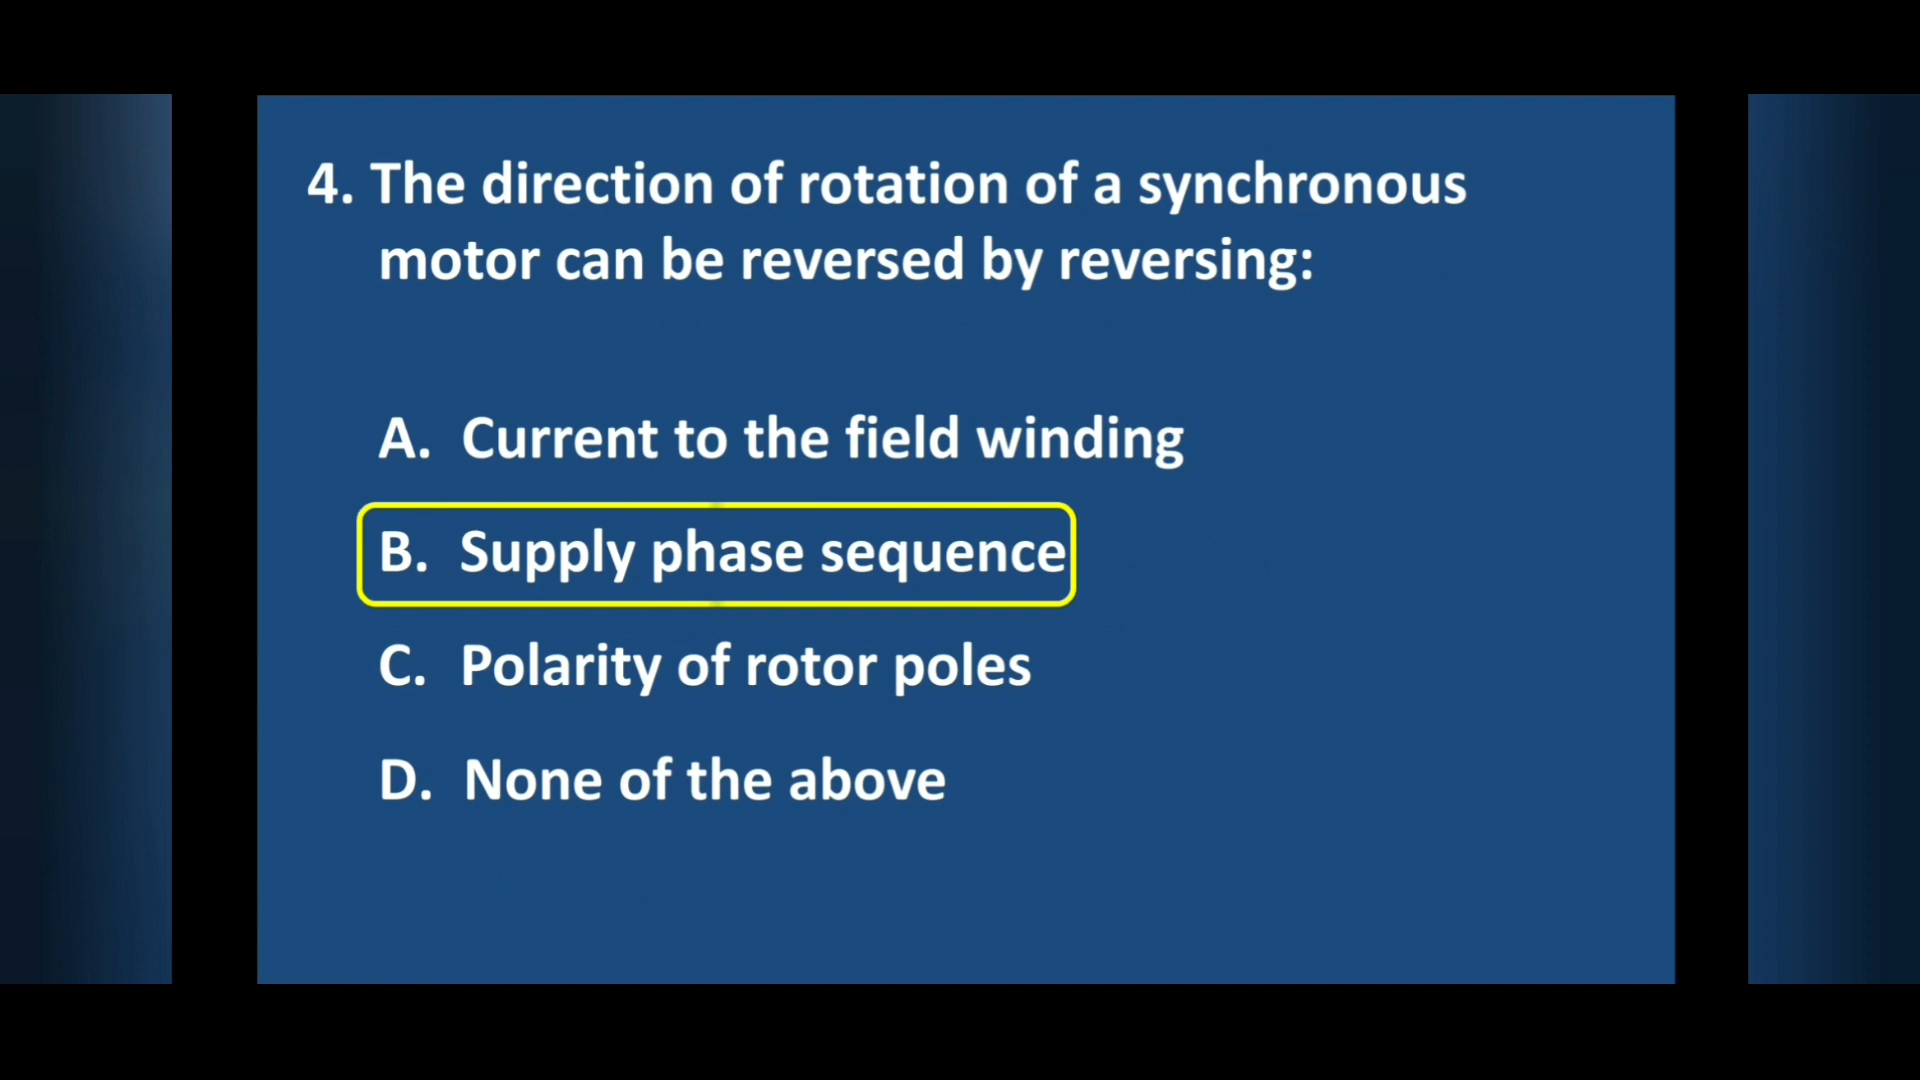 4. The direction of rotation of a synchronous
motor can be reversed by reversing:
A. Current to the field winding
B. Supply phase sequence
C. Polarity of rotor poles
D. None of the above